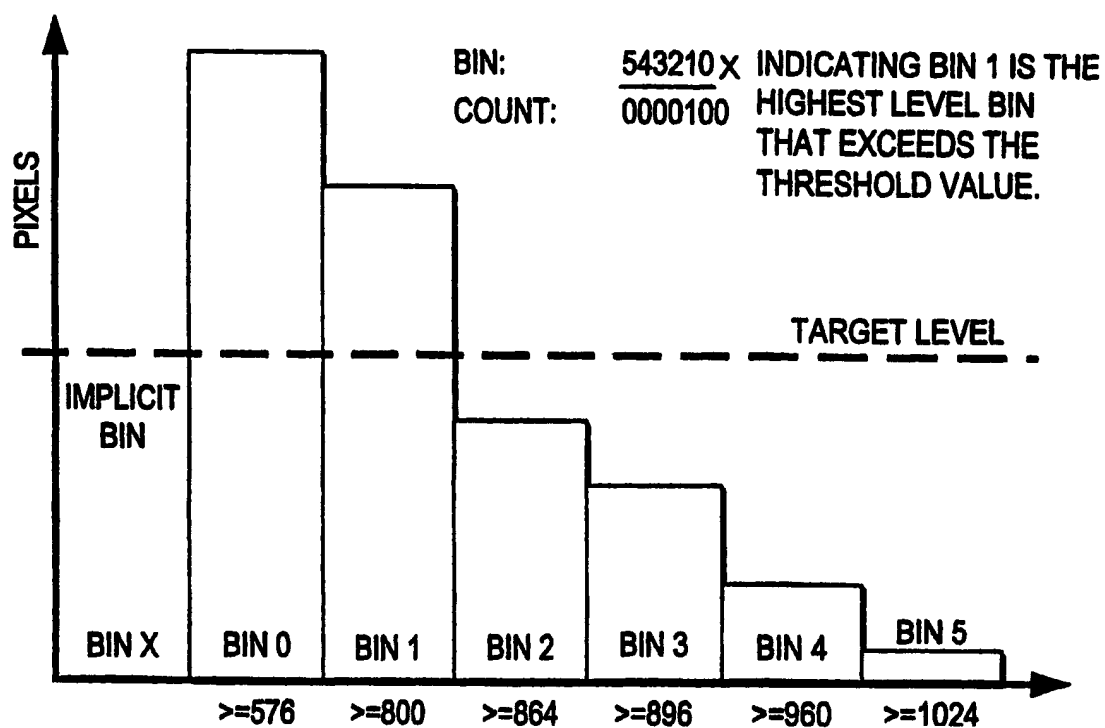 BIN: 543210X INDICATING BIN 1 IS THE
COUNT: 0000100 HIGHEST LEVEL BIN
THAT EXCEEDS THE
THRESHOLD VALUE.
PIXELS
TARGET LEVEL
IMPLICIT
BIN
BIN X BIN 0 BIN 1 BIN 2 BIN 3 BIN 4 BIN 5
>=576 >=800 >=864 >=896 >=960 >=1024